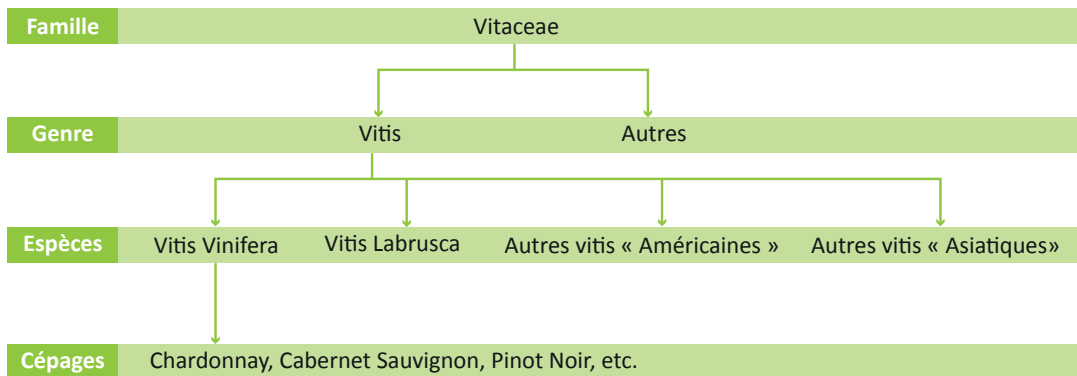 Famille Vitaceae
Genre Vitis Autres
Espèces Vitis Vinifera Vitis Labrusca Autres vitis « Américaines » Autres vitis « Asiatiques»
Cépages Chardonnay, Cabernet Sauvignon, Pinot Noir, etc.